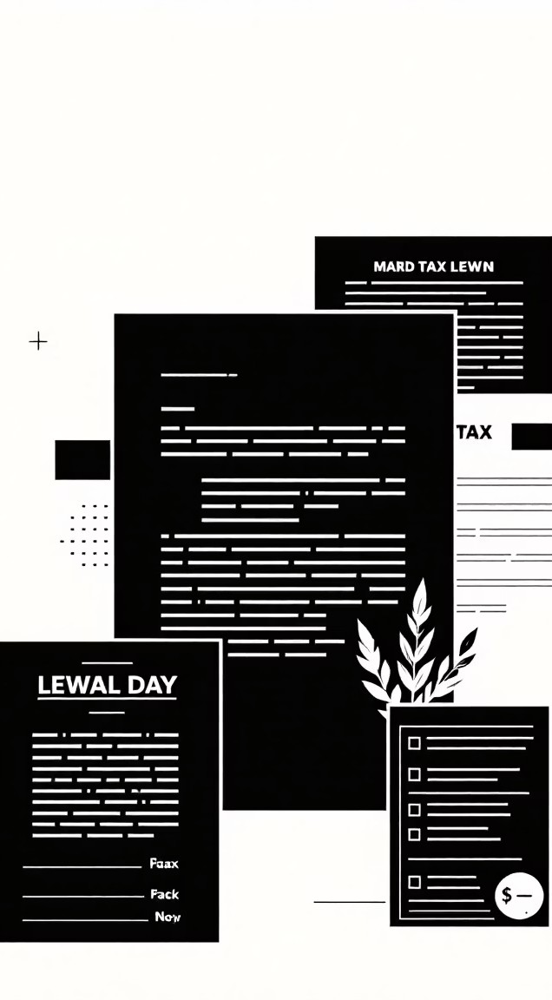 MARD TAX LEWN
TAX
LEWAL DAY
Faax
Fack
Now
$ —